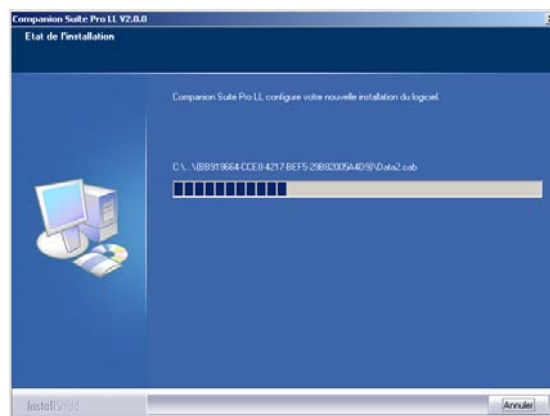 Companion Suite Pro LL V2.0.0
Etat de l'installation
Companion Suite Pro LL configure votre nouvelle installation du logiciel.
C:\...\{BB919664-CCE8-4217-BEF5-29B82005A4D9}\Data2.cab
InstallShield
Annuler